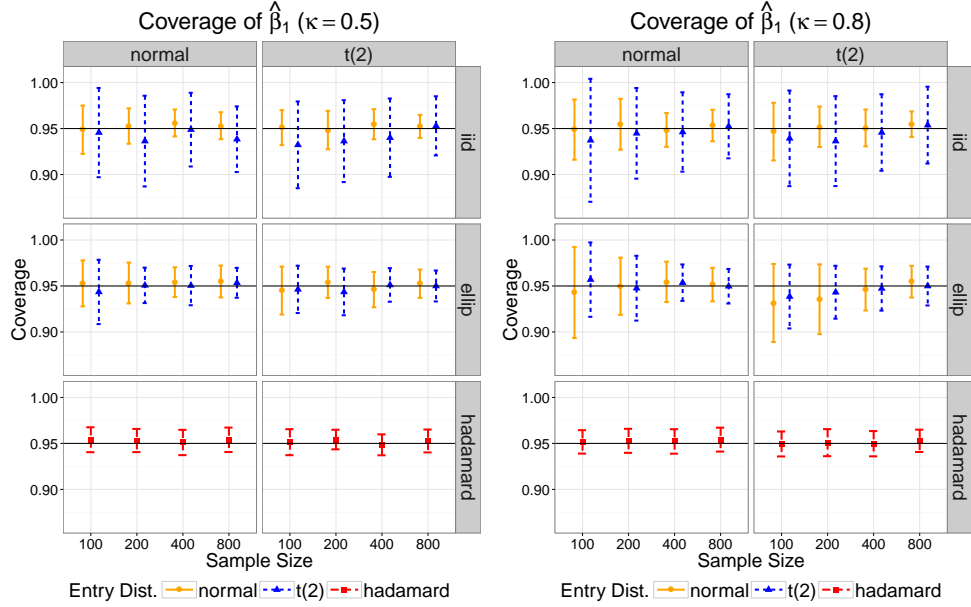 Coverage of β̂₁ (κ = 0.5)
normal
t(2)
1.00
0.95
0.90
iid
1.00
0.95
0.90
ellip
1.00
0.95
0.90
hadamard
Coverage
100
200
400
800
100
200
400
800
Sample Size
Entry Dist. normal t(2) hadamard
Coverage of β̂₁ (κ = 0.8)
normal
t(2)
1.00
0.95
0.90
iid
1.00
0.95
0.90
ellip
1.00
0.95
0.90
hadamard
Coverage
100
200
400
800
100
200
400
800
Sample Size
Entry Dist. normal t(2) hadamard